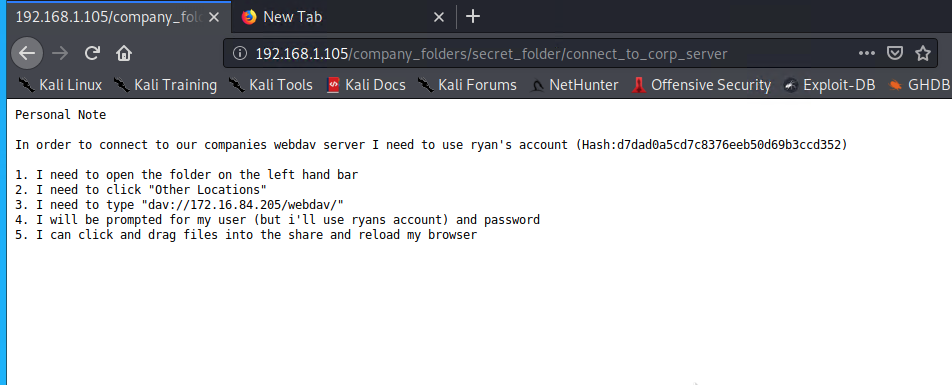 192.168.1.105/company_fol
New Tab
192.168.1.105/company_folders/secret_folder/connect_to_corp_server
Kali Linux Kali Training Kali Tools Kali Docs Kali Forums NetHunter Offensive Security Exploit-DB GHDB
Personal Note
In order to connect to our companies webdav server I need to use ryan's account (Hash:d7dad0a5cd7c8376eeb50d69b3ccd352)
1. I need to open the folder on the left hand bar
2. I need to click "Other Locations"
3. I need to type "dav://172.16.84.205/webdav/"
4. I will be prompted for my user (but i'll use ryans account) and password
5. I can click and drag files into the share and reload my browser